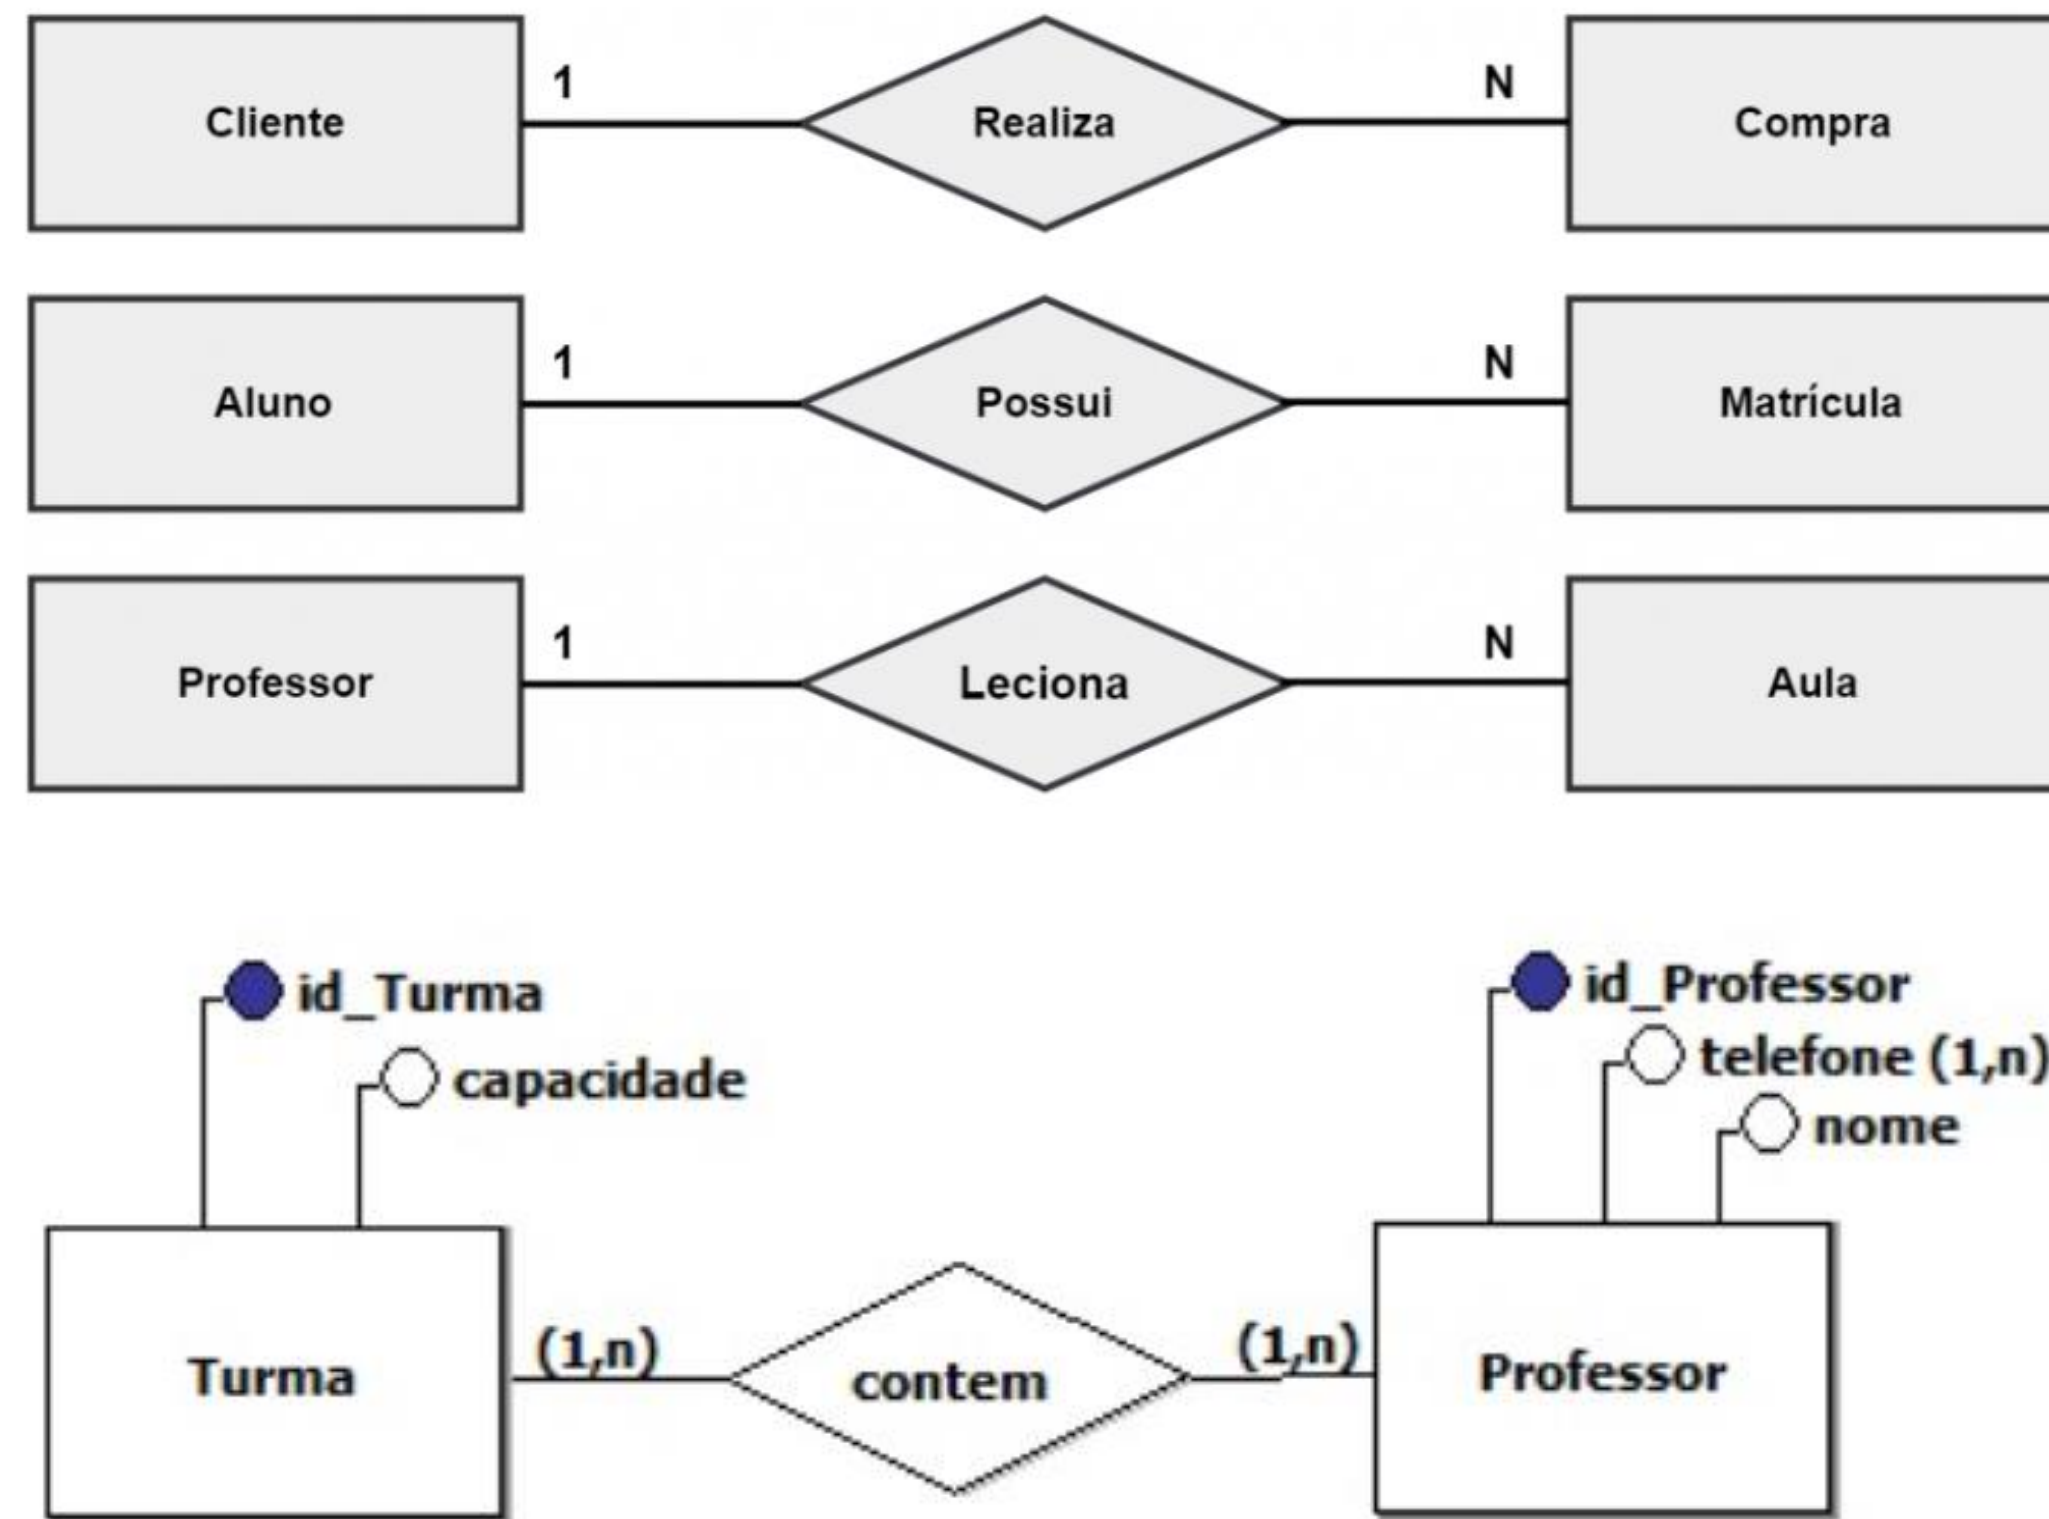 1 N
Cliente Realiza Compra
1 N
Aluno Possui Matrícula
1 N
Professor Leciona Aula
id_Turma id_Professor
capacidade telefone (1,n)
nome
(1,n) (1,n)
Turma contem Professor